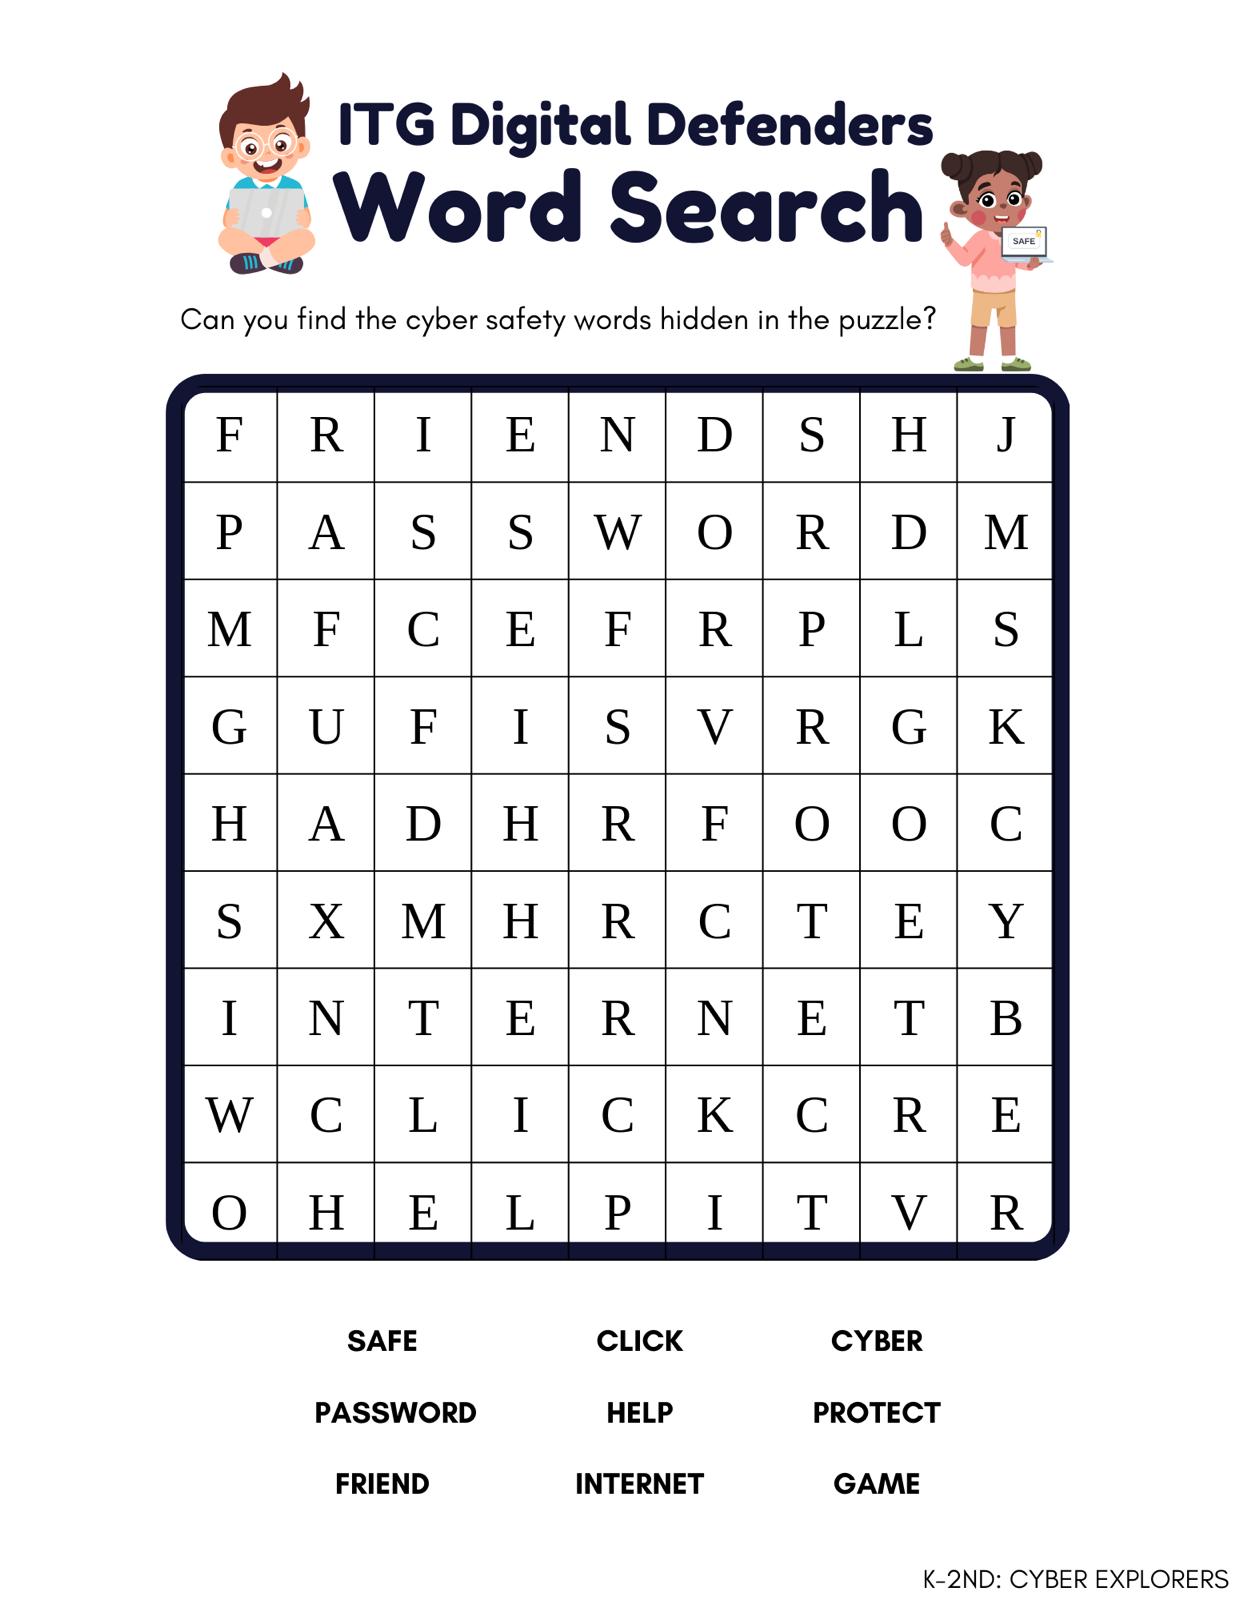 ITG Digital Defenders
Word Search
SAFE
Can you find the cyber safety words hidden in the puzzle?
F R I E N D S H J
P A S S W O R D M
M F C E F R P L S
G U F I S V R G K
H A D H R F O O C
S X M H R C T E Y
I N T E R N E T B
W C L I C K C R E
O H E L P I T V R
SAFE CLICK CYBER
PASSWORD HELP PROTECT
FRIEND INTERNET GAME
K-2ND: CYBER EXPLORERS